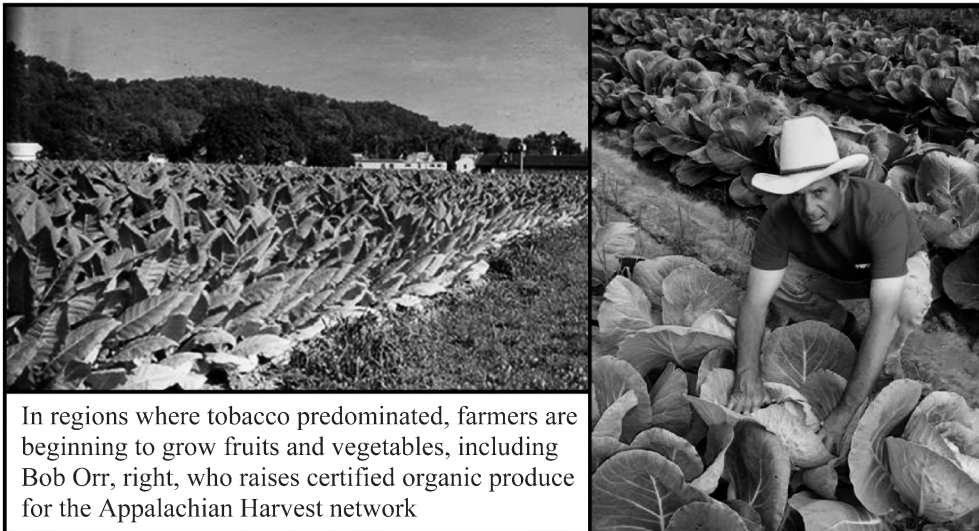 In regions where tobacco predominated, farmers are
beginning to grow fruits and vegetables, including
Bob Orr, right, who raises certified organic produce
for the Appalachian Harvest network